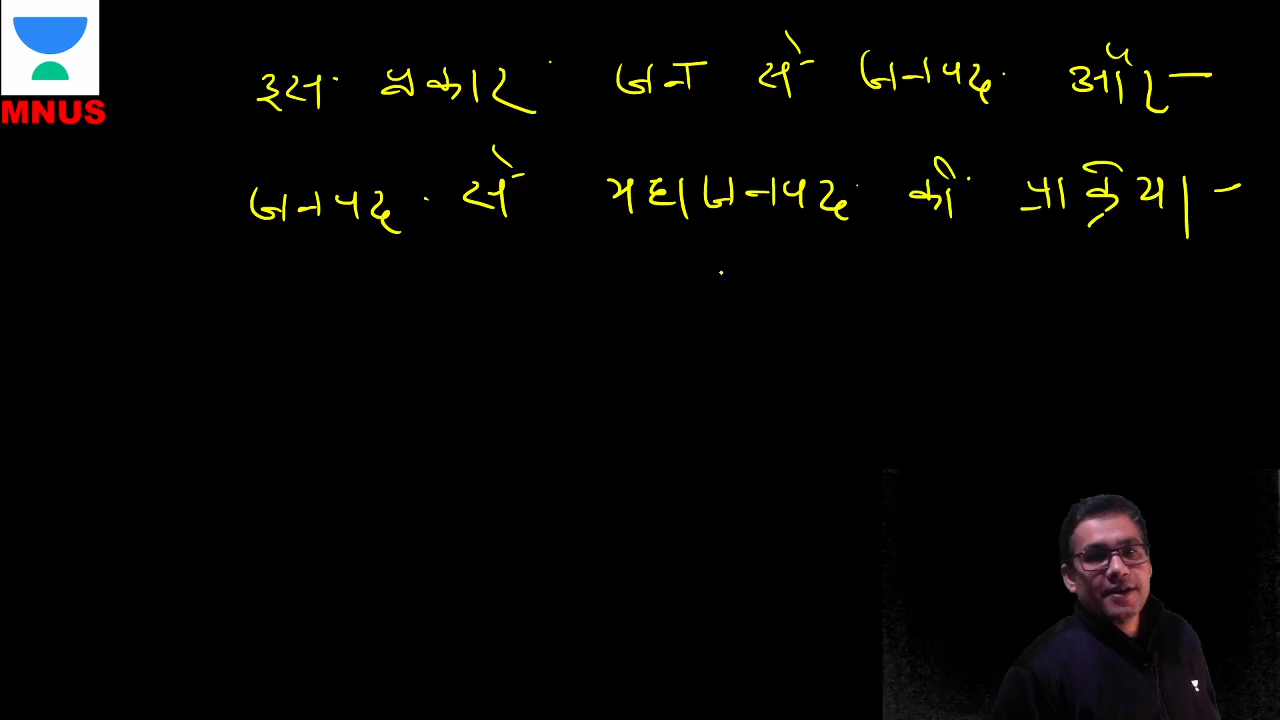 MNUS
इस प्रकार जन से जनपद और
जनपद से महाजनपद की प्रक्रिया